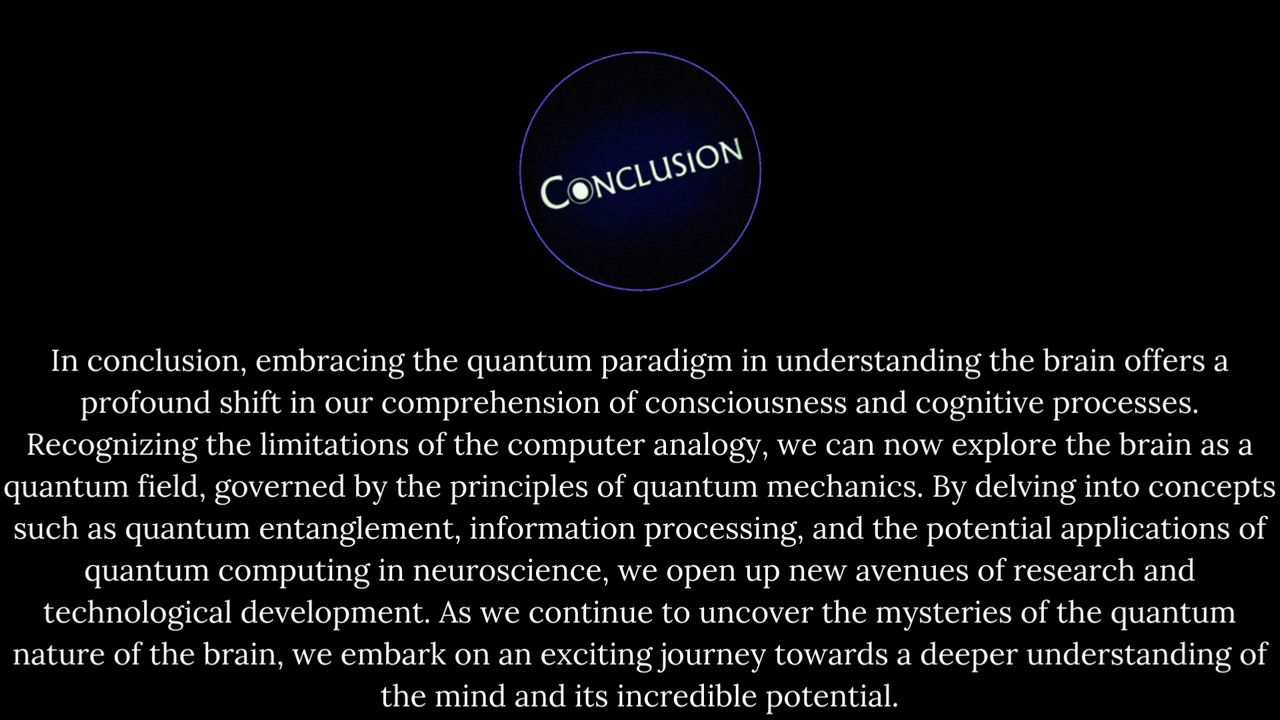 CONCLUSION
In conclusion, embracing the quantum paradigm in understanding the brain offers a
profound shift in our comprehension of consciousness and cognitive processes.
Recognizing the limitations of the computer analogy, we can now explore the brain as a
quantum field, governed by the principles of quantum mechanics. By delving into concepts
such as quantum entanglement, information processing, and the potential applications of
quantum computing in neuroscience, we open up new avenues of research and
technological development. As we continue to uncover the mysteries of the quantum
nature of the brain, we embark on an exciting journey towards a deeper understanding of
the mind and its incredible potential.